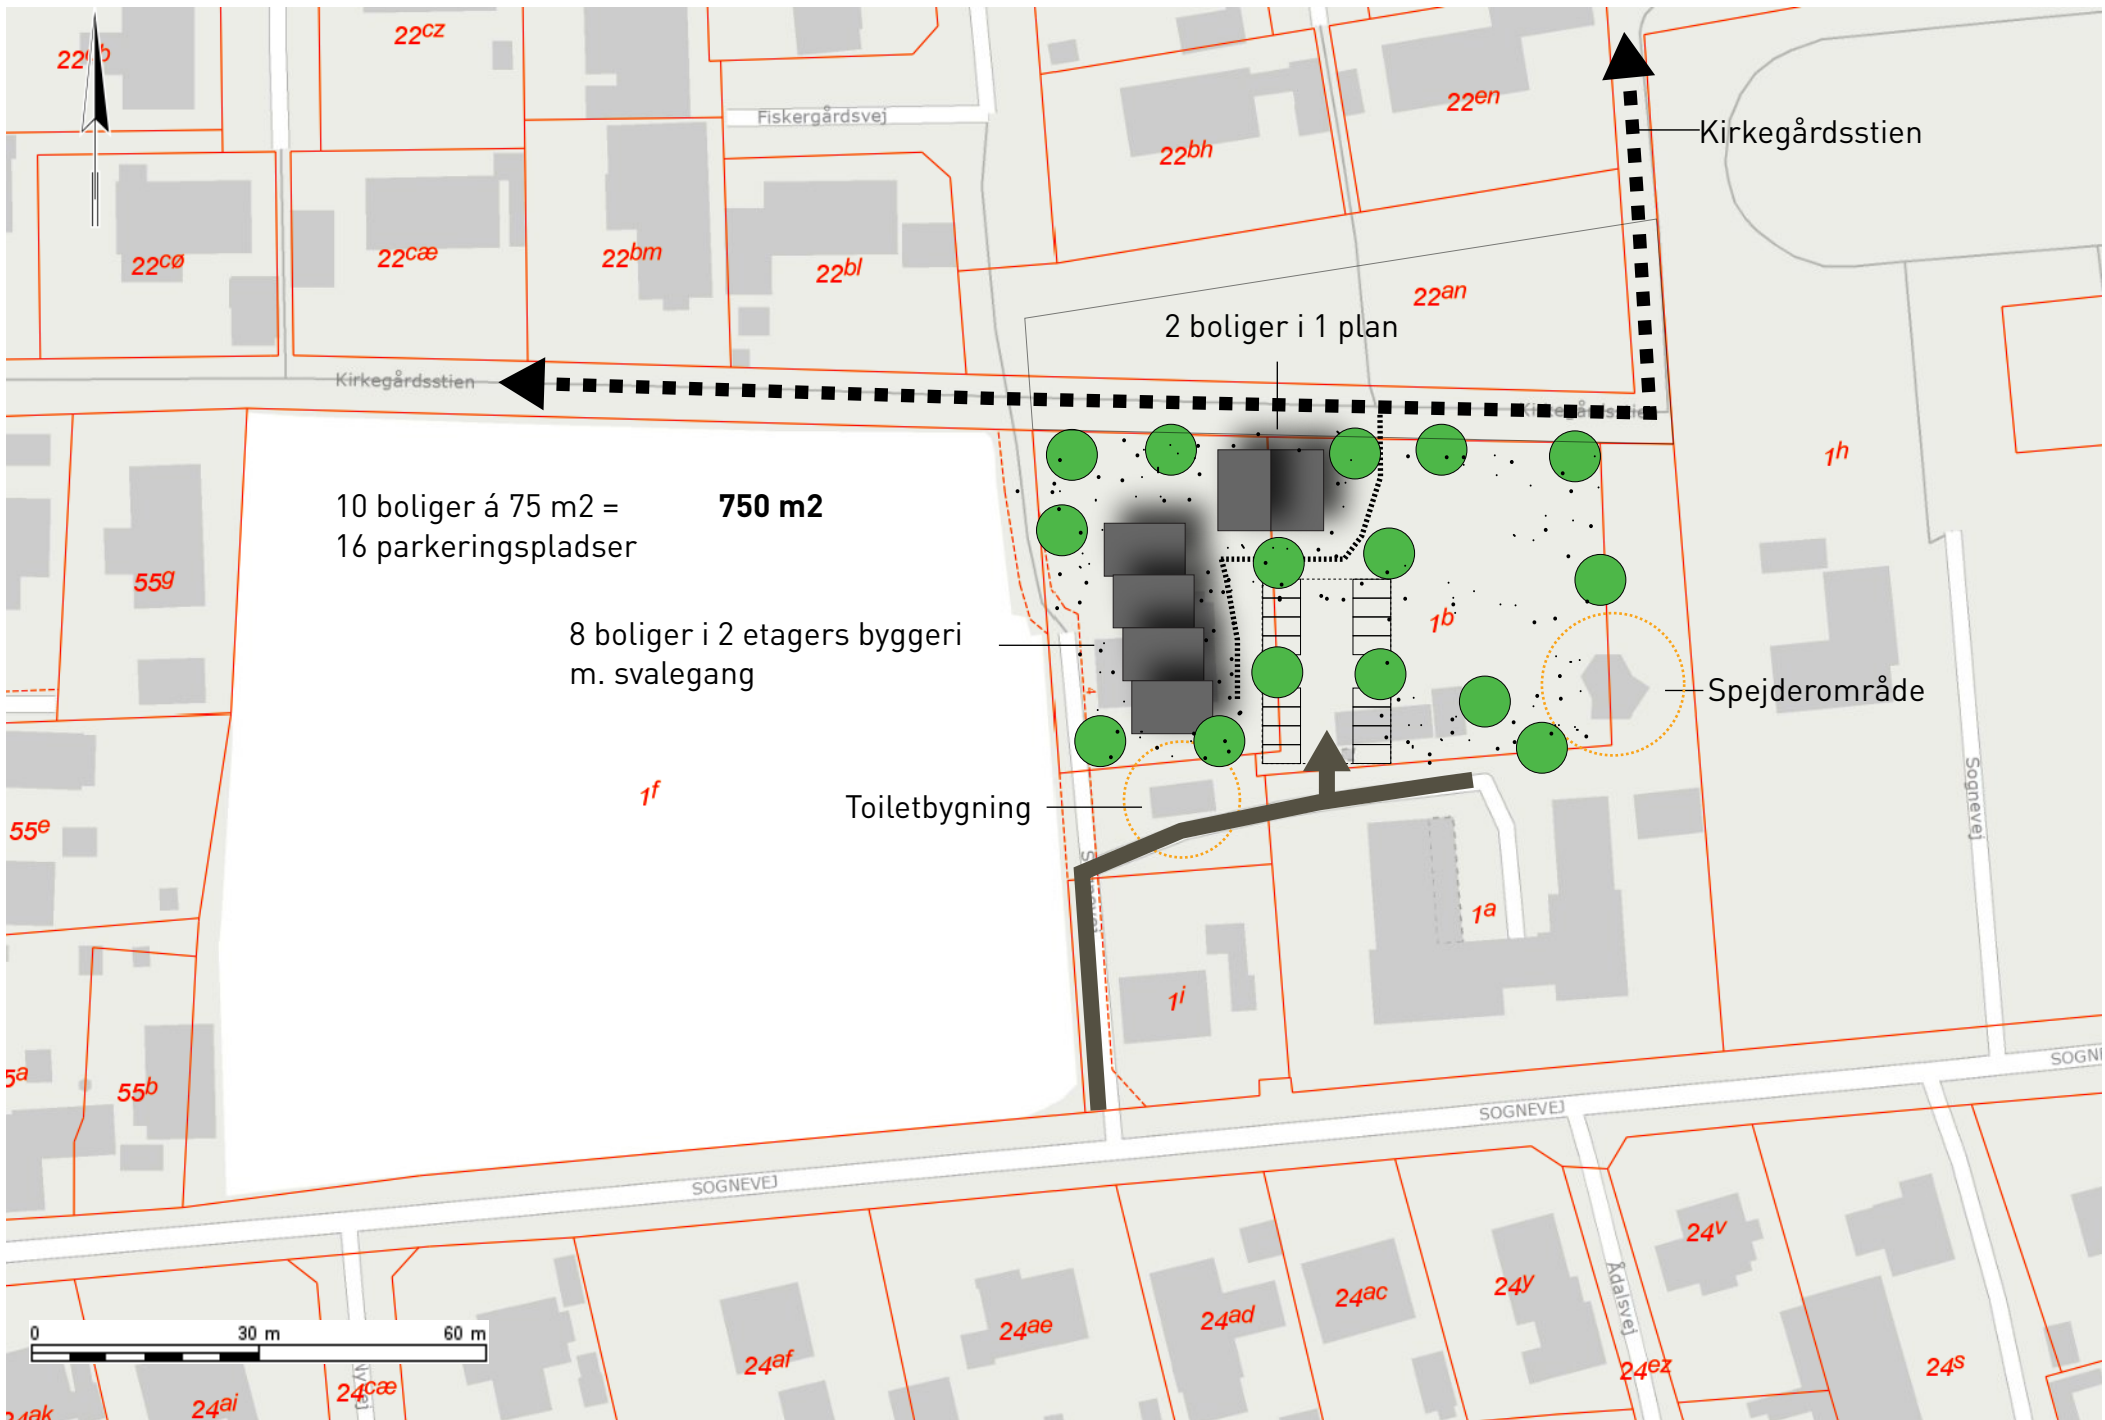 22cz
Fiskergårdsvej
22bh
22en
Kirkegårdsstien
22cø
22cæ
22bm
22bl
22an
2 boliger i 1 plan
Kirkegårdsstien
1h
10 boliger á 75 m2 = 750 m2
16 parkeringspladser
55g
8 boliger i 2 etagers byggeri
m. svalegang
1b
Spejderområde
1f
Toiletbygning
55e
Sognevej
1a
1i
55b
SOGNEVEJ
SOGNEVEJ
24v
24y
24ac
24ad
24ae
24af
Ådalsvej
24ez
24s
0 30 m 60 m
24cæ
24ai